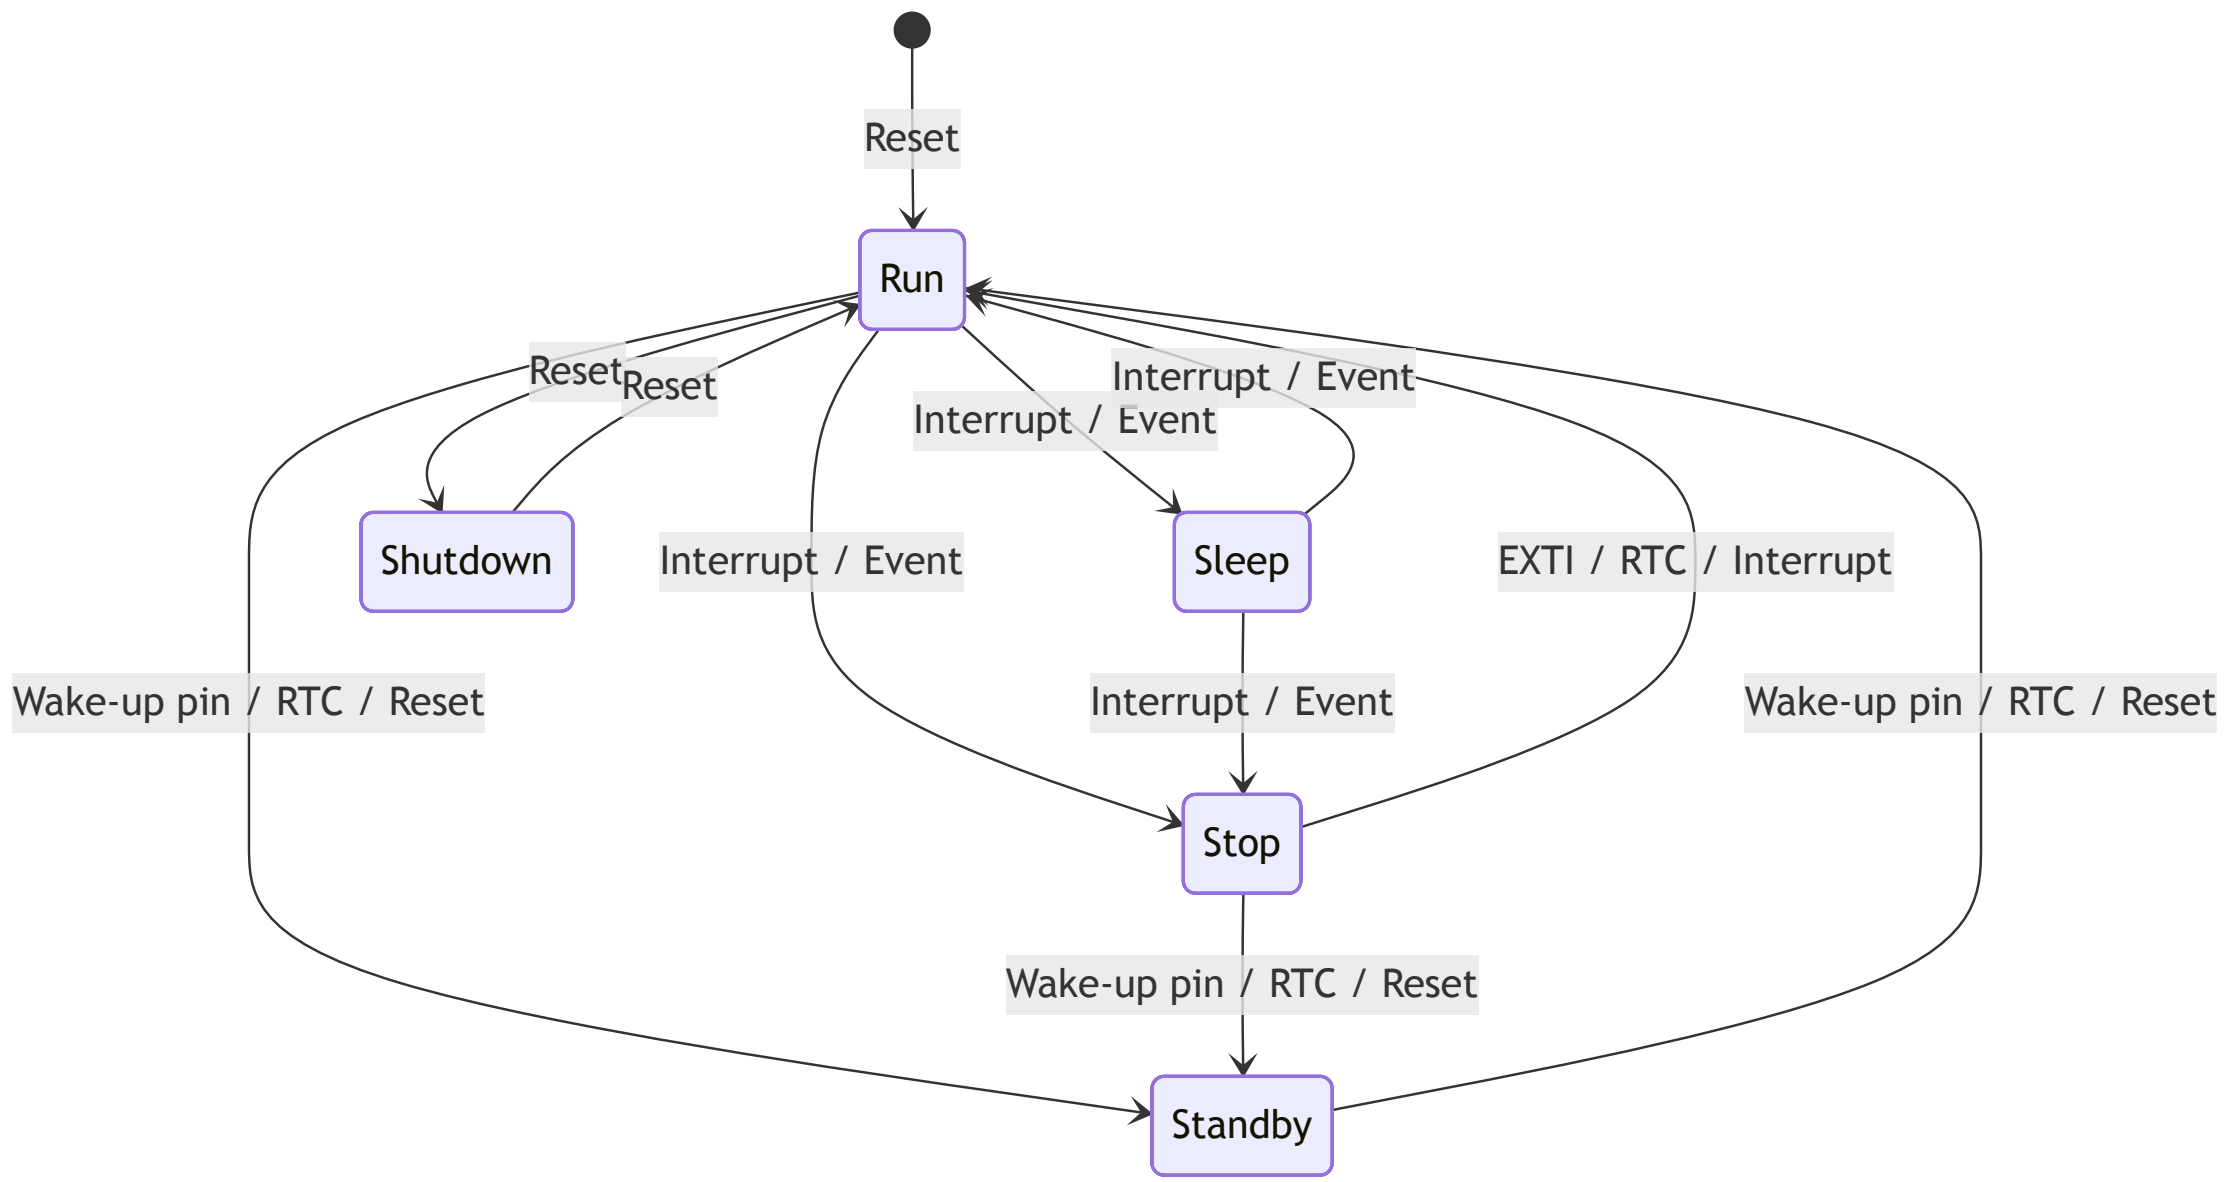 Reset
Run
Reset
Reset
Interrupt / Event
Interrupt / Event
Shutdown
Interrupt / Event
Sleep
EXTI / RTC / Interrupt
Wake-up pin / RTC / Reset
Interrupt / Event
Wake-up pin / RTC / Reset
Stop
Wake-up pin / RTC / Reset
Standby